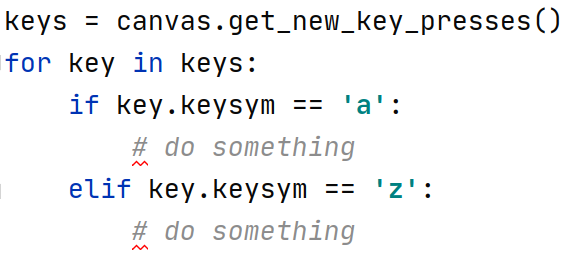 keys = canvas.get_new_key_presses()
for key in keys:
    if key.keysym == 'a':
        # do something
    elif key.keysym == 'z':
        # do something